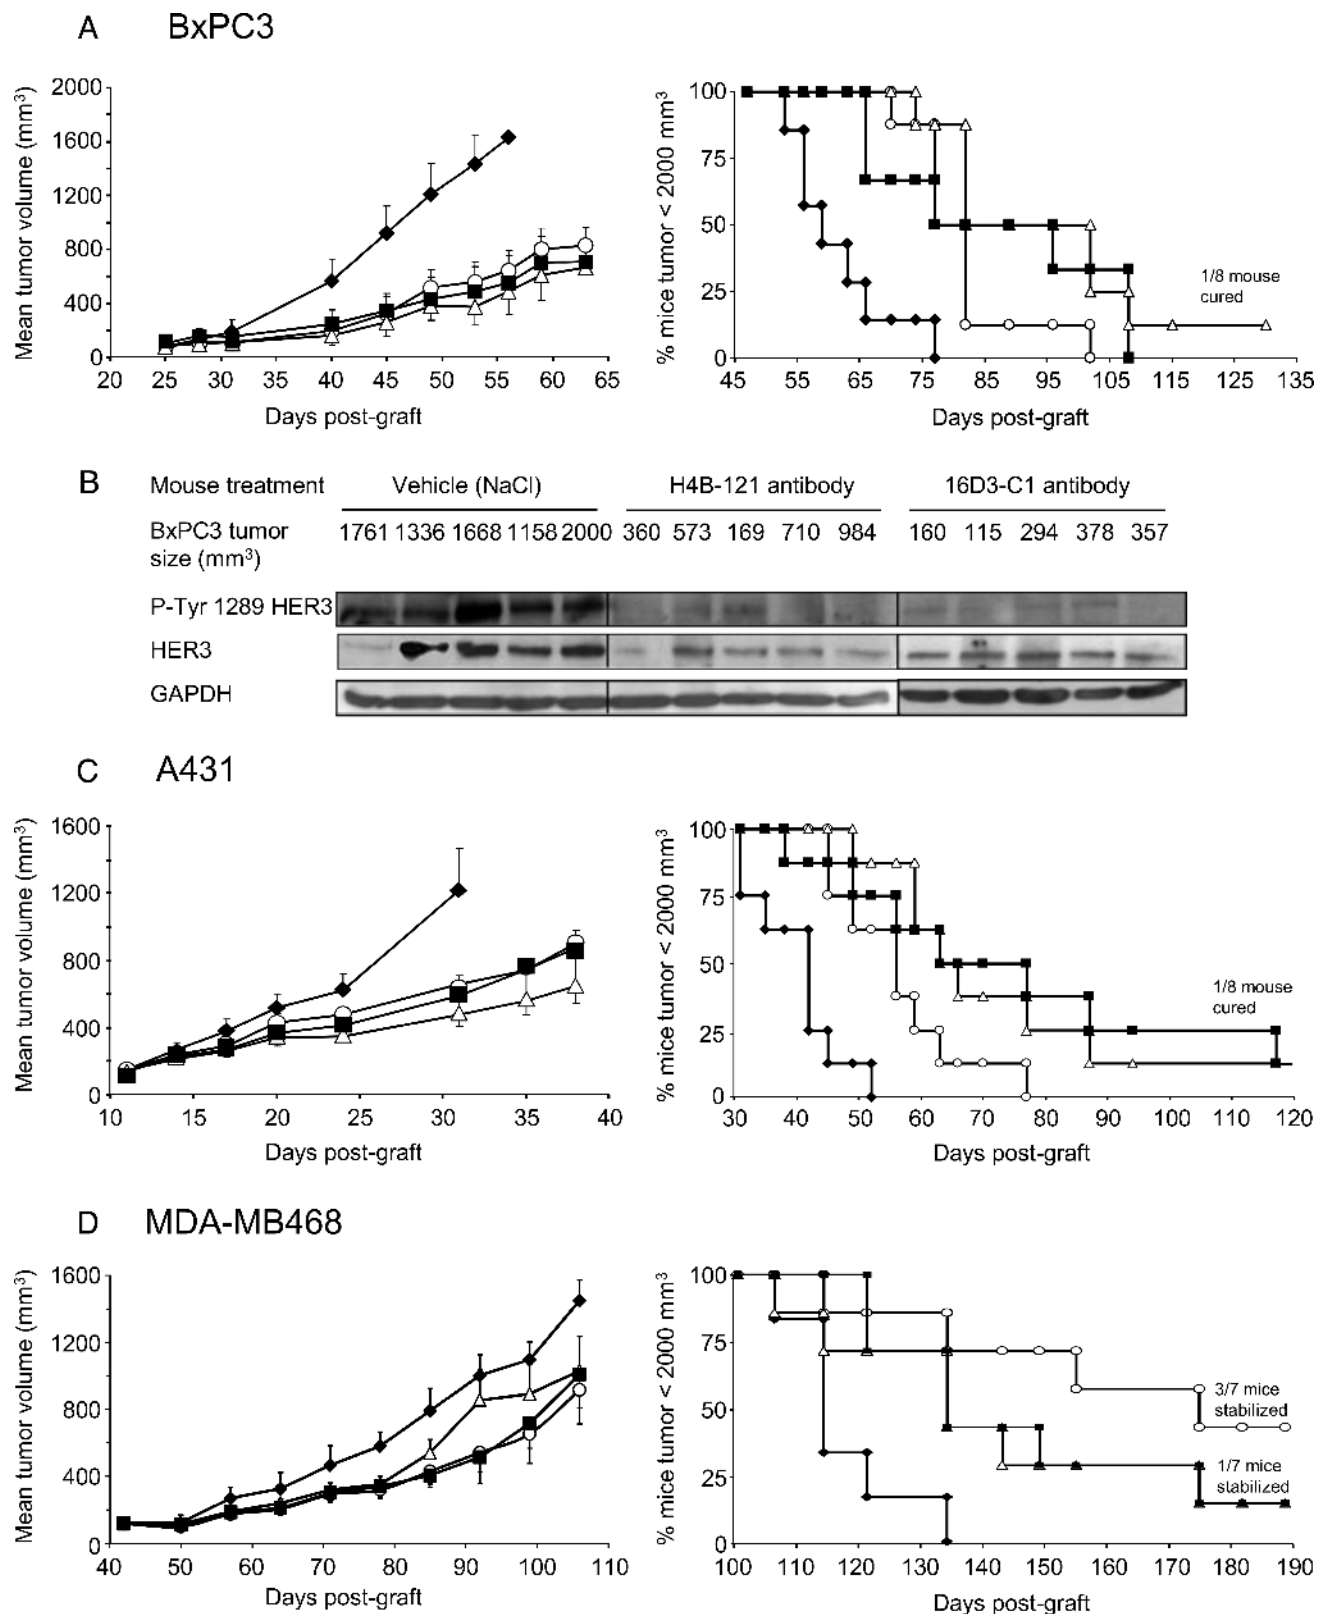 A BxPC3
Mean tumor volume (mm³)
2000
1600
1200
800
400
0
20 25 30 35 40 45 50 55 60 65
Days post-graft
% mice tumor < 2000 mm³
100
75
50
25
0
45 55 65 75 85 95 105 115 125 135
Days post-graft
1/8 mouse
cured
B Mouse treatment Vehicle (NaCl) H4B-121 antibody 16D3-C1 antibody
BxPC3 tumor 1761 1336 1668 1158 2000 360 573 169 710 984 160 115 294 378 357
size (mm³)
P-Tyr 1289 HER3
HER3
GAPDH
C A431
Mean tumor volume (mm³)
1600
1200
800
400
0
10 15 20 25 30 35 40
Days post-graft
% mice tumor < 2000 mm³
100
75
50
25
0
30 40 50 60 70 80 90 100 110 120
Days post-graft
1/8 mouse
cured
D MDA-MB468
Mean tumor volume (mm³)
1600
1200
800
400
0
40 50 60 70 80 90 100 110
Days post-graft
% mice tumor < 2000 mm³
100
75
50
25
0
100 110 120 130 140 150 160 170 180 190
Days post-graft
3/7 mice
stabilized
1/7 mice
stabilized